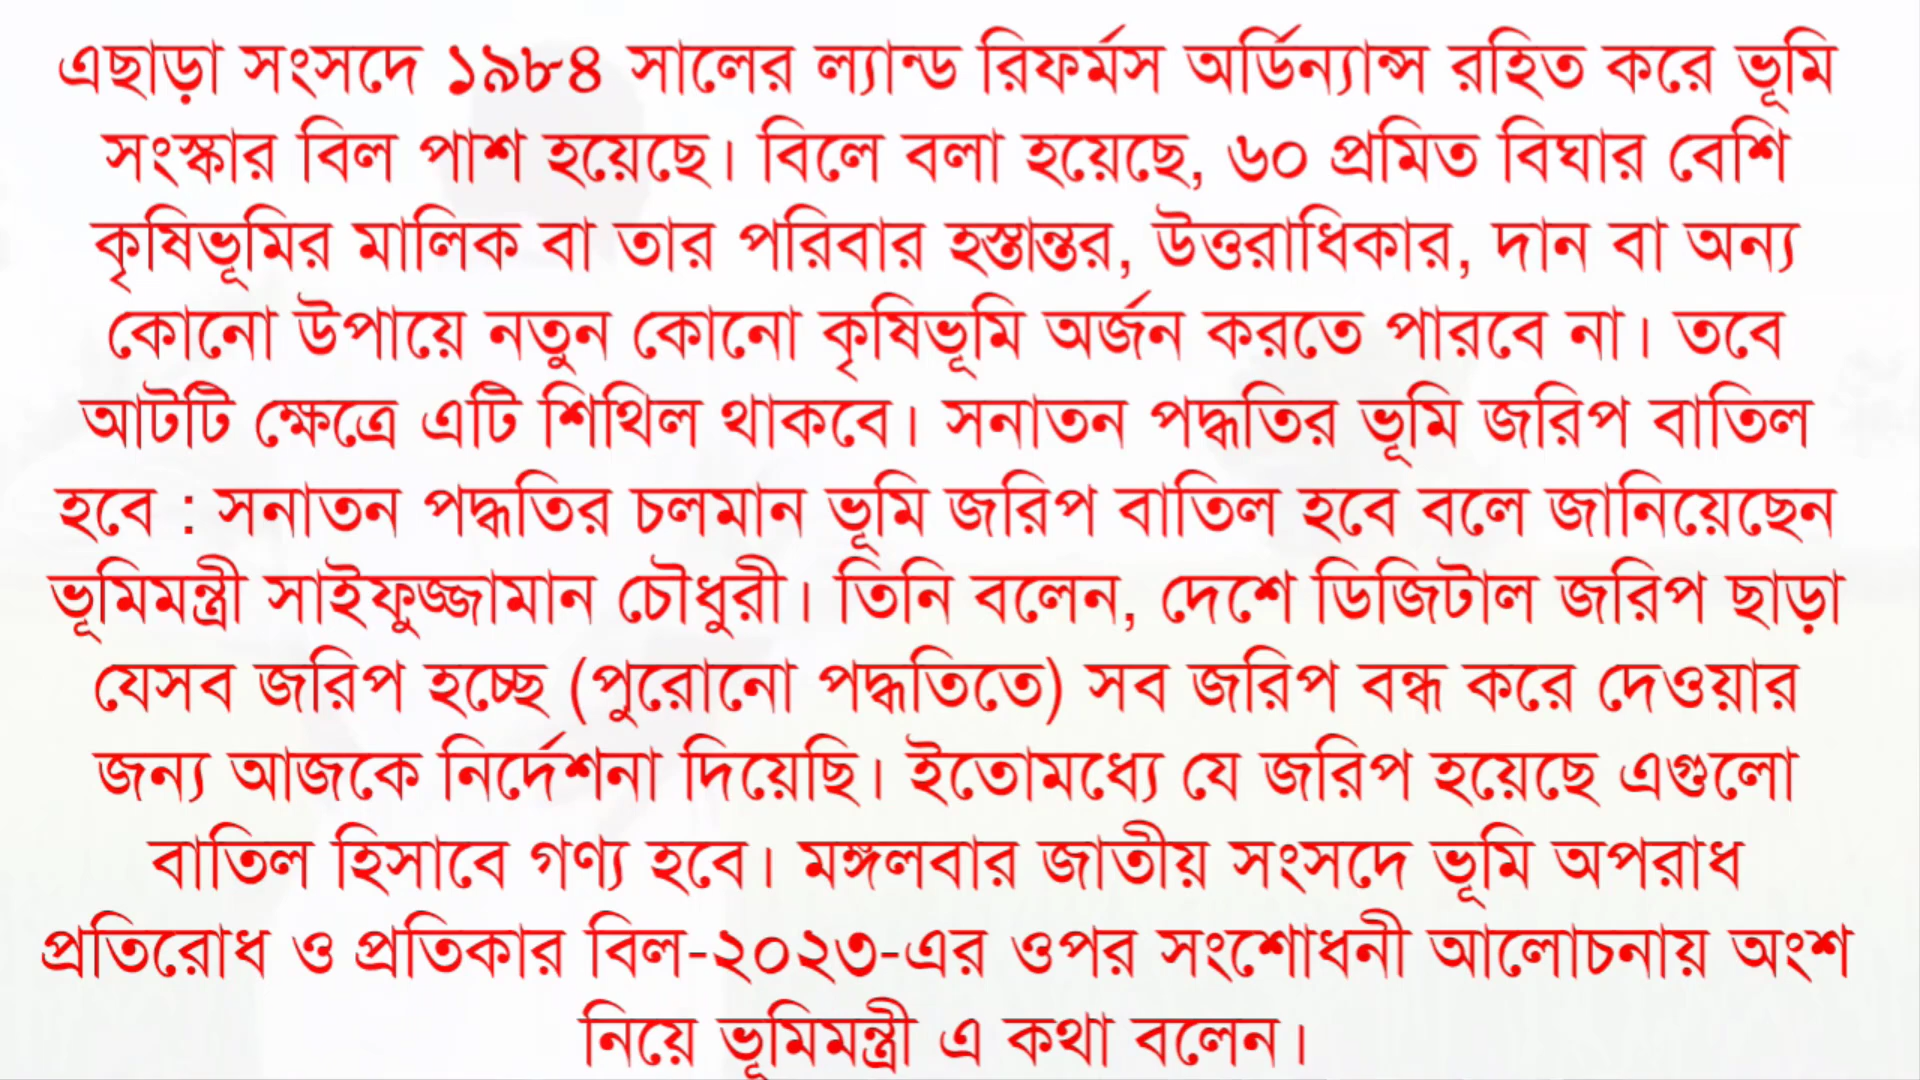 এছাড়া সংসদে ১৯৮৪ সালের ল্যান্ড রিফর্মস অর্ডিন্যান্স রহিত করে ভূমি
সংস্কার বিল পাশ হয়েছে। বিলে বলা হয়েছে, ৬০ প্রমিত বিঘার বেশি
কৃষিভূমির মালিক বা তার পরিবার হস্তান্তর, উত্তরাধিকার, দান বা অন্য
কোনো উপায়ে নতুন কোনো কৃষিভূমি অর্জন করতে পারবে না। তবে
আটটি ক্ষেত্রে এটি শিথিল থাকবে। সনাতন পদ্ধতির ভূমি জরিপ বাতিল
হবে : সনাতন পদ্ধতির চলমান ভূমি জরিপ বাতিল হবে বলে জানিয়েছেন
ভূমিমন্ত্রী সাইফুজ্জামান চৌধুরী। তিনি বলেন, দেশে ডিজিটাল জরিপ ছাড়া
যেসব জরিপ হচ্ছে (পুরোনো পদ্ধতিতে) সব জরিপ বন্ধ করে দেওয়ার
জন্য আজকে নির্দেশনা দিয়েছি। ইতোমধ্যে যে জরিপ হয়েছে এগুলো
বাতিল হিসাবে গণ্য হবে। মঙ্গলবার জাতীয় সংসদে ভূমি অপরাধ
প্রতিরোধ ও প্রতিকার বিল-২০২৩-এর ওপর সংশোধনী আলোচনায় অংশ
নিয়ে ভূমিমন্ত্রী এ কথা বলেন।